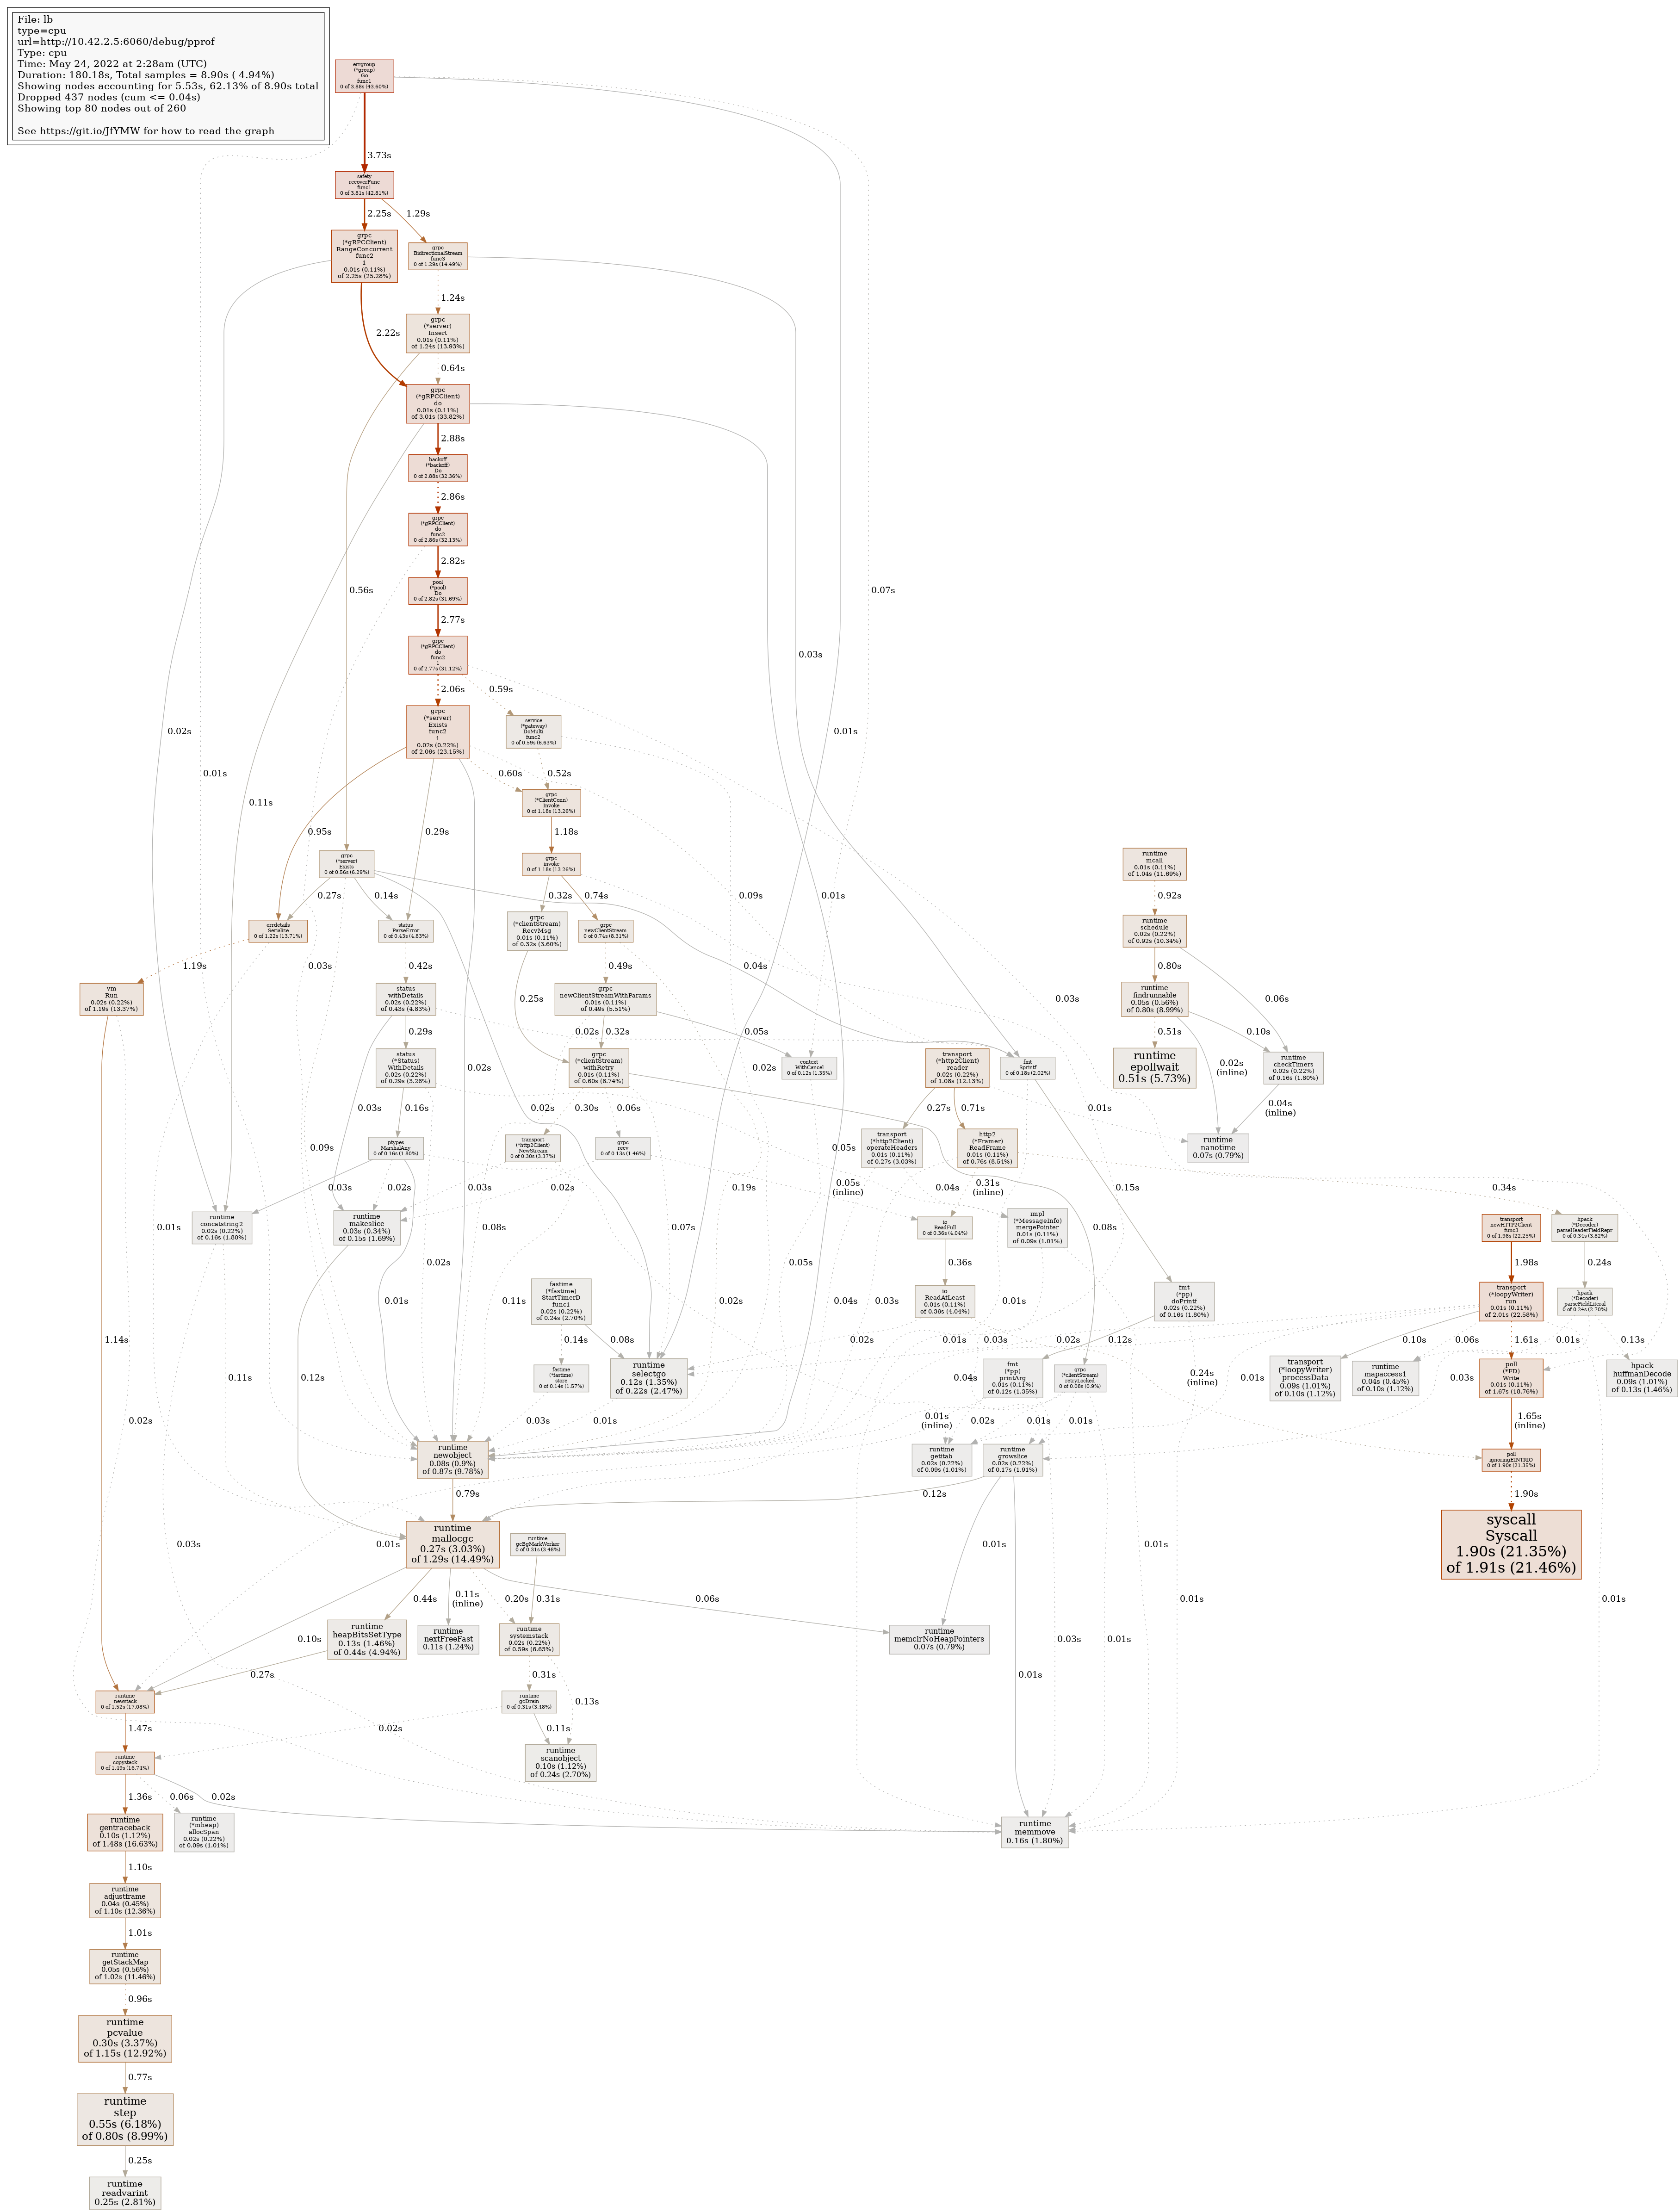 File: lb
type=cpu
url=http://10.42.2.5:6060/debug/pprof
Type: cpu
Time: May 24, 2022 at 2:28am (UTC)
Duration: 180.18s, Total samples = 8.90s ( 4.94%)
Showing nodes accounting for 5.53s, 62.13% of 8.90s total
Dropped 437 nodes (cum <= 0.04s)
Showing top 80 nodes out of 260
See https://git.io/JfYMW for how to read the graph
errgroup
(*group)
Go
func1
0 of 3.88s (43.60%)
3.73s
safety
recoverFunc
func1
0 of 3.81s (42.81%)
2.25s
1.29s
grpc
(*gRPCClient)
RangeConcurrent
func2
1
0.01s (0.11%)
of 2.25s (25.28%)
grpc
BidirectionalStream
func3
0 of 1.29s (14.49%)
1.24s
grpc
(*server)
Insert
0.01s (0.11%)
of 1.24s (13.93%)
2.22s
0.64s
grpc
(*gRPCClient)
do
0.01s (0.11%)
of 3.01s (33.82%)
2.88s
backoff
(*backoff)
Do
0 of 2.88s (32.36%)
2.86s
grpc
(*gRPCClient)
do
func2
0 of 2.86s (32.13%)
2.82s
pool
(*pool)
Do
0 of 2.82s (31.69%)
0.56s
0.07s
2.77s
grpc
(*gRPCClient)
do
func2
1
0 of 2.77s (31.12%)
0.03s
2.06s
0.59s
grpc
(*server)
Exists
func2
1
0.02s (0.22%)
of 2.06s (23.15%)
service
(*gateway)
DoMulti
func2
0 of 0.59s (6.63%)
0.02s
0.01s
0.01s
0.60s
0.52s
0.11s
grpc
(*ClientConn)
Invoke
0 of 1.18s (13.26%)
0.95s
0.29s
1.18s
grpc
(*server)
Exists
0 of 0.56s (6.29%)
grpc
invoke
0 of 1.18s (13.26%)
runtime
mcall
0.01s (0.11%)
of 1.04s (11.69%)
0.27s
0.14s
0.32s
0.74s
0.09s
0.01s
0.92s
errdetails
Serialize
0 of 1.22s (13.71%)
status
ParseError
0 of 0.43s (4.83%)
grpc
(*clientStream)
RecvMsg
0.01s (0.11%)
of 0.32s (3.60%)
grpc
newClientStream
0 of 0.74s (8.31%)
runtime
schedule
0.02s (0.22%)
of 0.92s (10.34%)
1.19s
0.03s
0.42s
0.49s
0.04s
0.80s
vm
Run
0.02s (0.22%)
of 1.19s (13.37%)
status
withDetails
0.02s (0.22%)
of 0.43s (4.83%)
0.25s
grpc
newClientStreamWithParams
0.01s (0.11%)
of 0.49s (5.51%)
0.03s
runtime
findrunnable
0.05s (0.56%)
of 0.80s (8.99%)
0.06s
0.29s
0.02s
0.32s
0.05s
0.51s
0.10s
status
(*Status)
WithDetails
0.02s (0.22%)
of 0.29s (3.26%)
grpc
(*clientStream)
withRetry
0.01s (0.11%)
of 0.60s (6.74%)
0.02s
0.02s
context
WithCancel
0 of 0.12s (1.35%)
transport
(*http2Client)
reader
0.02s (0.22%)
of 1.08s (12.13%)
fmt
Sprintf
0 of 0.18s (2.02%)
runtime
epollwait
0.51s (5.73%)
0.02s
(inline)
runtime
checkTimers
0.02s (0.22%)
of 0.16s (1.80%)
0.03s
0.16s
0.02s
0.30s
0.06s
0.27s
0.71s
0.01s
0.04s
(inline)
0.09s
ptypes
MarshalAny
0 of 0.16s (1.80%)
transport
(*http2Client)
NewStream
0 of 0.30s (3.37%)
grpc
recv
0 of 0.13s (1.46%)
0.05s
0.05s
transport
(*http2Client)
operateHeaders
0.01s (0.11%)
of 0.27s (3.03%)
http2
(*Framer)
ReadFrame
0.01s (0.11%)
of 0.76s (8.54%)
runtime
nanotime
0.07s (0.79%)
0.03s
0.02s
0.03s
0.02s
0.19s
0.05s
(inline)
0.04s
0.31s
(inline)
0.15s
0.34s
runtime
concatstring2
0.02s (0.22%)
of 0.16s (1.80%)
runtime
makeslice
0.03s (0.34%)
of 0.15s (1.69%)
0.01s
0.08s
0.07s
0.08s
io
ReadFull
0 of 0.36s (4.04%)
impl
(*MessageInfo)
mergePointer
0.01s (0.11%)
of 0.09s (1.01%)
transport
newHTTP2Client
func3
0 of 1.98s (22.25%)
hpack
(*Decoder)
parseHeaderFieldRepr
0 of 0.34s (3.82%)
0.02s
0.05s
0.36s
1.98s
0.24s
fastime
(*fastime)
StartTimerD
func1
0.02s (0.22%)
of 0.24s (2.70%)
io
ReadAtLeast
0.01s (0.11%)
of 0.36s (4.04%)
fmt
(*pp)
doPrintf
0.02s (0.22%)
of 0.16s (1.80%)
transport
(*loopyWriter)
run
0.01s (0.11%)
of 2.01s (22.58%)
hpack
(*Decoder)
parseFieldLiteral
0 of 0.24s (2.70%)
1.14s
0.01s
0.11s
0.02s
0.04s
0.03s
0.01s
0.14s
0.08s
0.02s
0.01s
0.03s
0.02s
0.12s
0.10s
0.06s
1.61s
0.01s
0.13s
0.11s
0.12s
fastime
(*fastime)
store
0 of 0.14s (1.57%)
runtime
selectgo
0.12s (1.35%)
of 0.22s (2.47%)
0.04s
fmt
(*pp)
printArg
0.01s (0.11%)
of 0.12s (1.35%)
grpc
(*clientStream)
retryLocked
0 of 0.08s (0.9%)
0.24s
(inline)
0.01s
transport
(*loopyWriter)
processData
0.09s (1.01%)
of 0.10s (1.12%)
runtime
mapaccess1
0.04s (0.45%)
of 0.10s (1.12%)
0.03s
poll
(*FD)
Write
0.01s (0.11%)
of 1.67s (18.76%)
hpack
huffmanDecode
0.09s (1.01%)
of 0.13s (1.46%)
0.02s
0.03s
0.01s
0.01s
(inline)
0.02s
0.01s
0.01s
1.65s
(inline)
runtime
newobject
0.08s (0.9%)
of 0.87s (9.78%)
runtime
getitab
0.02s (0.22%)
of 0.09s (1.01%)
runtime
growslice
0.02s (0.22%)
of 0.17s (1.91%)
poll
ignoringEINTRIO
0 of 1.90s (21.35%)
0.79s
0.12s
1.90s
0.03s
0.01s
runtime
mallocgc
0.27s (3.03%)
of 1.29s (14.49%)
runtime
gcBgMarkWorker
0 of 0.31s (3.48%)
0.01s
0.01s
syscall
Syscall
1.90s (21.35%)
of 1.91s (21.46%)
0.44s
0.11s
(inline)
0.20s
0.31s
0.06s
0.01s
0.01s
0.10s
runtime
heapBitsSetType
0.13s (1.46%)
of 0.44s (4.94%)
runtime
nextFreeFast
0.11s (1.24%)
runtime
systemstack
0.02s (0.22%)
of 0.59s (6.63%)
runtime
memclrNoHeapPointers
0.07s (0.79%)
0.03s
0.01s
0.27s
0.31s
0.13s
0.01s
runtime
newstack
0 of 1.52s (17.08%)
runtime
gcDrain
0 of 0.31s (3.48%)
1.47s
0.02s
0.11s
runtime
copystack
0 of 1.49s (16.74%)
runtime
scanobject
0.10s (1.12%)
of 0.24s (2.70%)
1.36s
0.06s
0.02s
runtime
gentraceback
0.10s (1.12%)
of 1.48s (16.63%)
runtime
(*mheap)
allocSpan
0.02s (0.22%)
of 0.09s (1.01%)
runtime
memmove
0.16s (1.80%)
1.10s
runtime
adjustframe
0.04s (0.45%)
of 1.10s (12.36%)
1.01s
runtime
getStackMap
0.05s (0.56%)
of 1.02s (11.46%)
0.96s
runtime
pcvalue
0.30s (3.37%)
of 1.15s (12.92%)
0.77s
runtime
step
0.55s (6.18%)
of 0.80s (8.99%)
0.25s
runtime
readvarint
0.25s (2.81%)